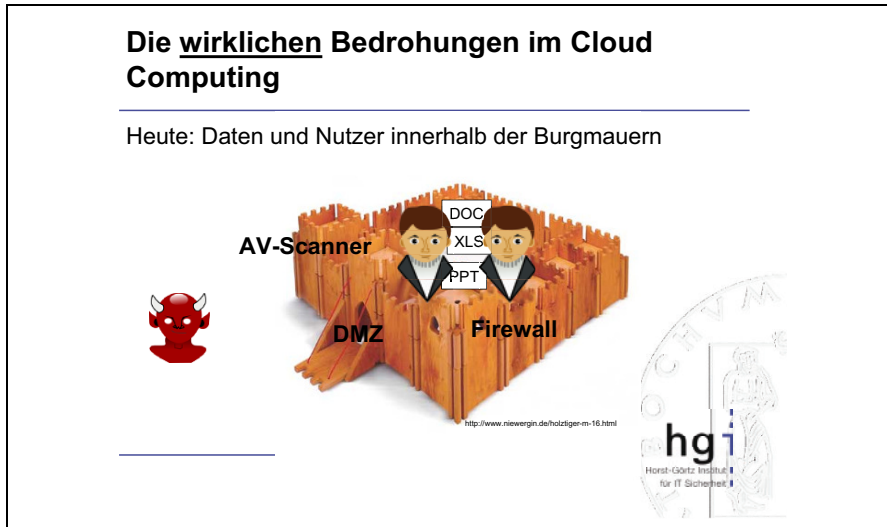 Die wirklichen Bedrohungen im Cloud
Computing
Heute: Daten und Nutzer innerhalb der Burgmauern
DOC
XLS
AV-Scanner
PPT
DMZ
Firewall
http://www.niewergin.de/holztiger-m-16.html
hgi
Horst-Görtz Institut
für IT Sicherheit